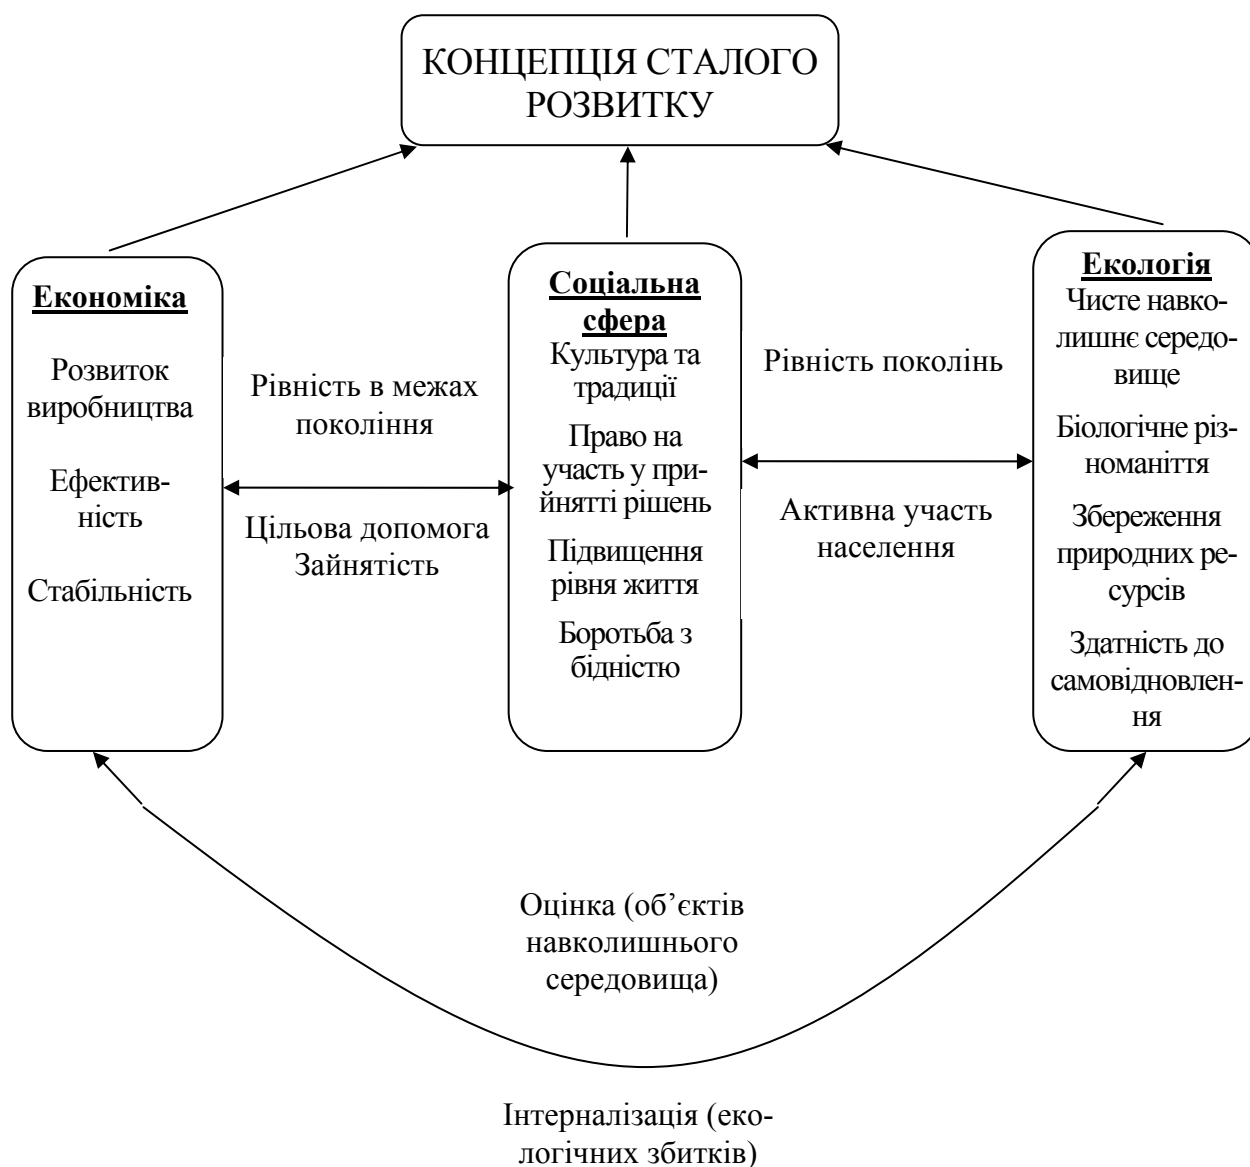 КОНЦЕПЦІЯ СТАЛОГО
РОЗВИТКУ
Економіка
Розвиток
виробництва
Ефектив-
ність
Стабільність
Рівність в межах
покоління
Цільова допомога
Зайнятість
Соціальна
сфера
Культура та
традиції
Право на
участь у при-
йнятті рішень
Підвищення
рівня життя
Боротьба з
бідністю
Рівність поколінь
Активна участь
населення
Екологія
Чисте навко-
лишнє середо-
вище
Біологічне різ-
номаніття
Збереження
природних ре-
сурсів
Здатність до
самовідновлен-
ня
Оцінка (об’єктів
навколишнього
середовища)
Інтерналізація (еко-
логічних збитків)